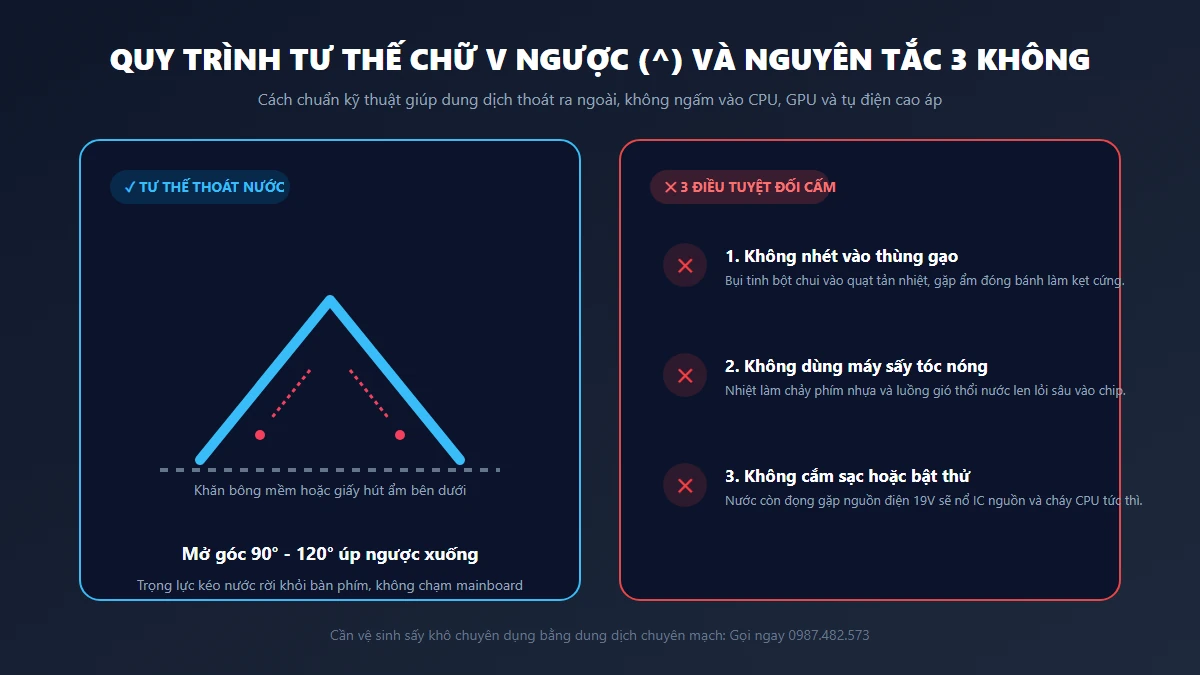 QUY TRÌNH TƯ THẾ CHỮ V NGƯỢC (^) VÀ NGUYÊN TẮC 3 KHÔNG
Cách chuẩn kỹ thuật giúp dung dịch thoát ra ngoài, không ngấm vào CPU, GPU và tụ điện cao áp
✓ TƯ THẾ THOÁT NƯỚC
Khăn bông mềm hoặc giấy hút ẩm bên dưới
Mở góc 90° - 120° úp ngược xuống
Trọng lực kéo nước rời khỏi bàn phím, không chạm mainboard
✕ 3 ĐIỀU TUYỆT ĐỐI CẤM
✕
1. Không nhét vào thùng gạo
Bụi tinh bột chui vào quạt tản nhiệt, gặp ẩm đóng bánh làm kẹt cứng.
✕
2. Không dùng máy sấy tóc nóng
Nhiệt làm chảy phím nhựa và luồng gió thổi nước len lỏi sâu vào chip.
✕
3. Không cắm sạc hoặc bật thử
Nước còn đọng gặp nguồn điện 19V sẽ nổ IC nguồn và cháy CPU tức thì.
Cần vệ sinh sấy khô chuyên dụng bằng dung dịch chuyên mạch: Gọi ngay 0987.482.573